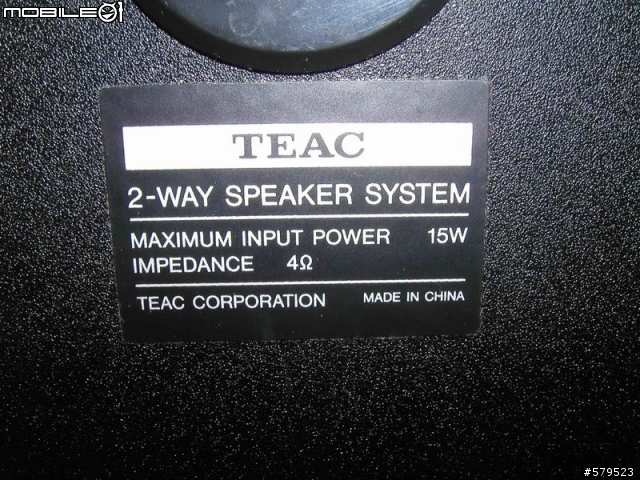 MOBILE01
TEAC
2-WAY SPEAKER SYSTEM
MAXIMUM INPUT POWER 15W
IMPEDANCE 4Ω
TEAC CORPORATION MADE IN CHINA
#579523